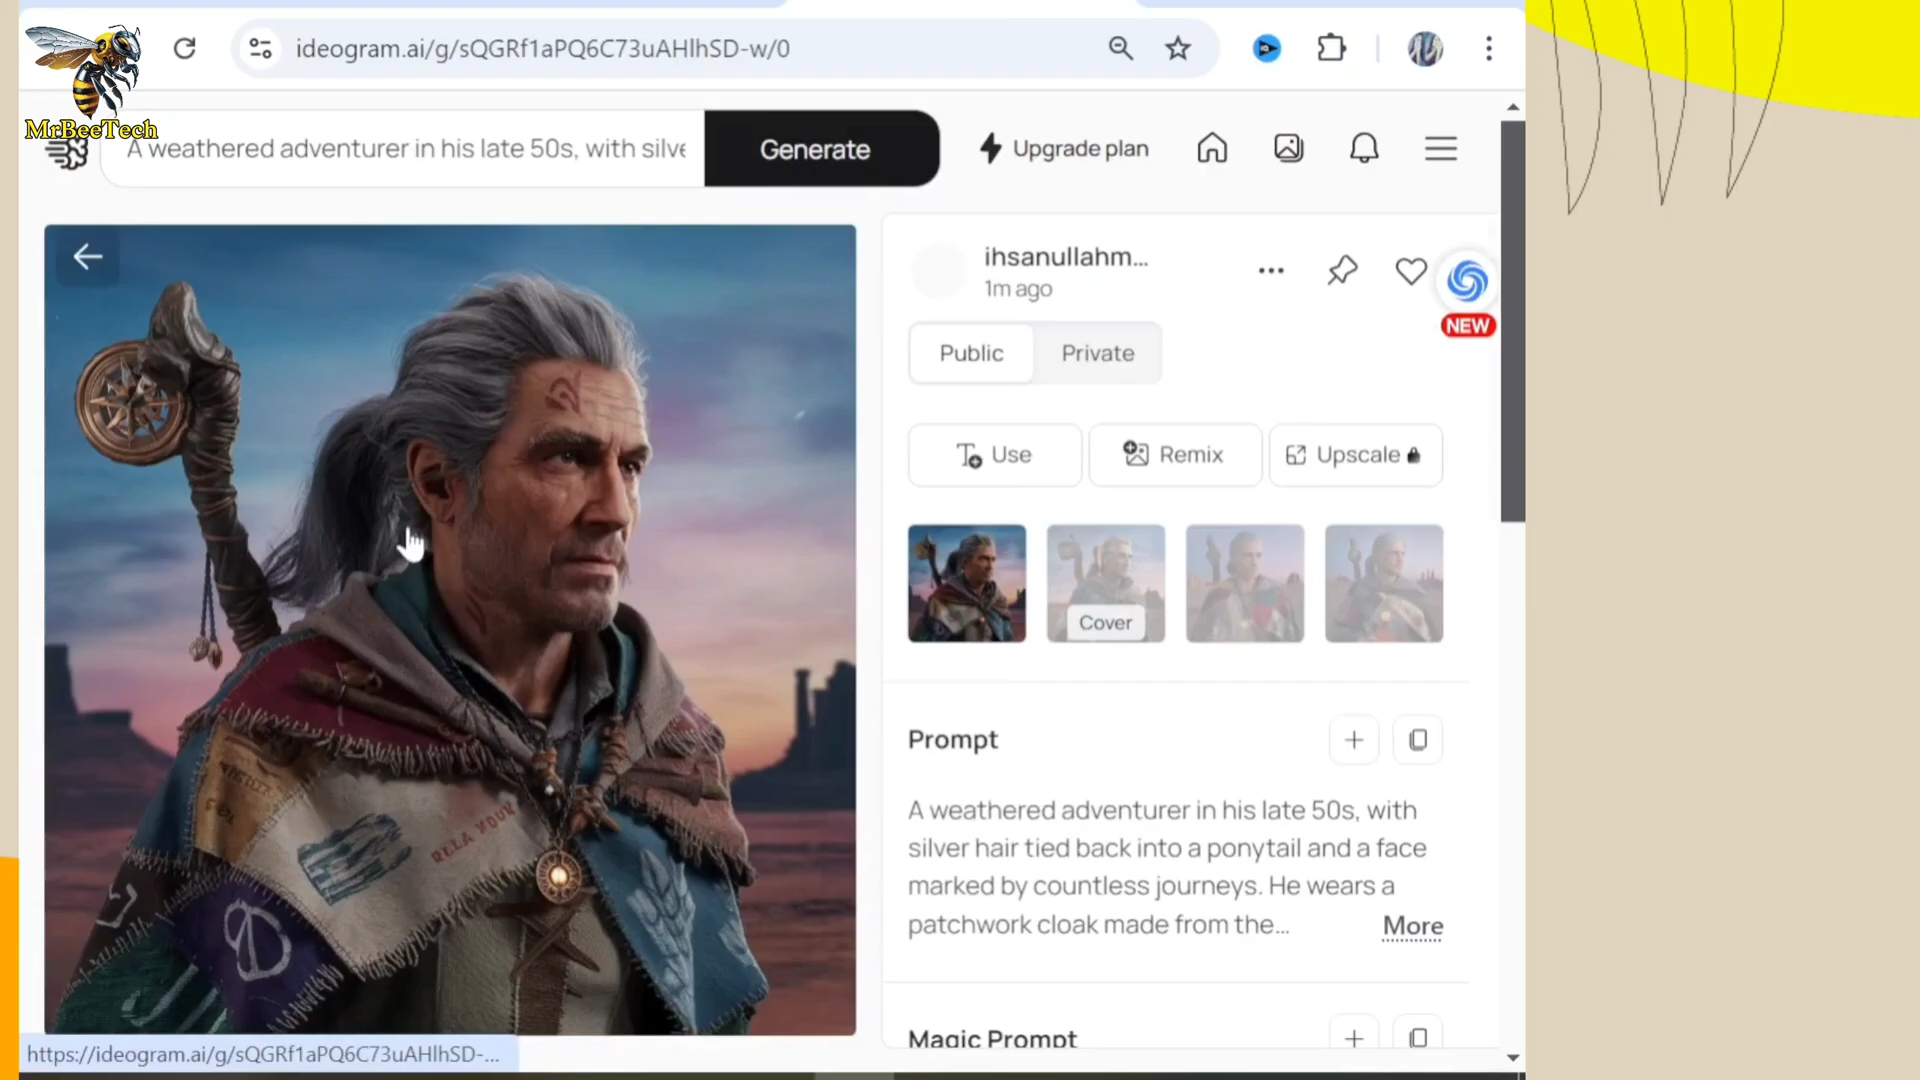 ideogram.ai/g/sQGRf1aPQ6C73uAHlhSD-w/0
MrBeeTech
A weathered adventurer in his late 50s, with silve
Generate
Upgrade plan
ihsanullahm...
1m ago
NEW
Public
Private
Use
Remix
Upscale
Cover
Prompt
A weathered adventurer in his late 50s, with
silver hair tied back into a ponytail and a face
marked by countless journeys. He wears a
patchwork cloak made from the...
More
Magic Prompt
https://ideogram.ai/g/sQGRf1aPQ6C73uAHlhSD-...